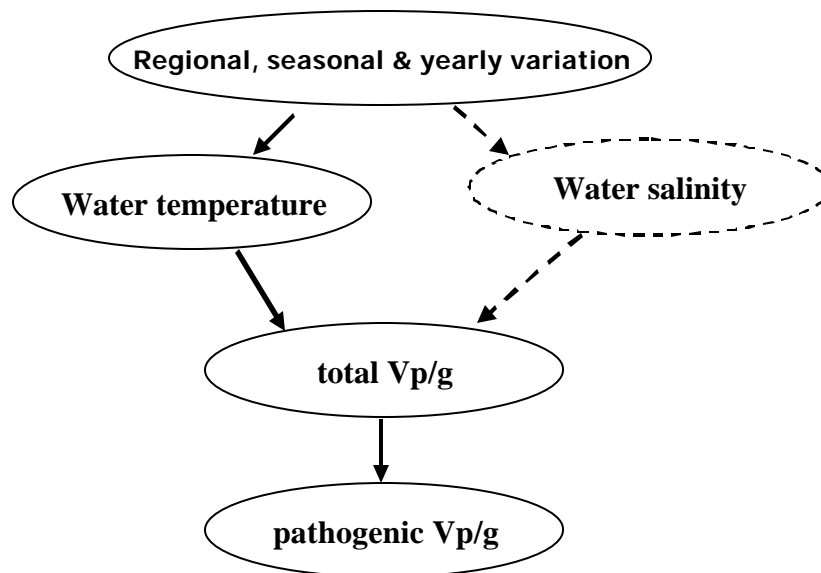 Regional, seasonal & yearly variation
Water temperature
Water salinity
total Vp/g
pathogenic Vp/g